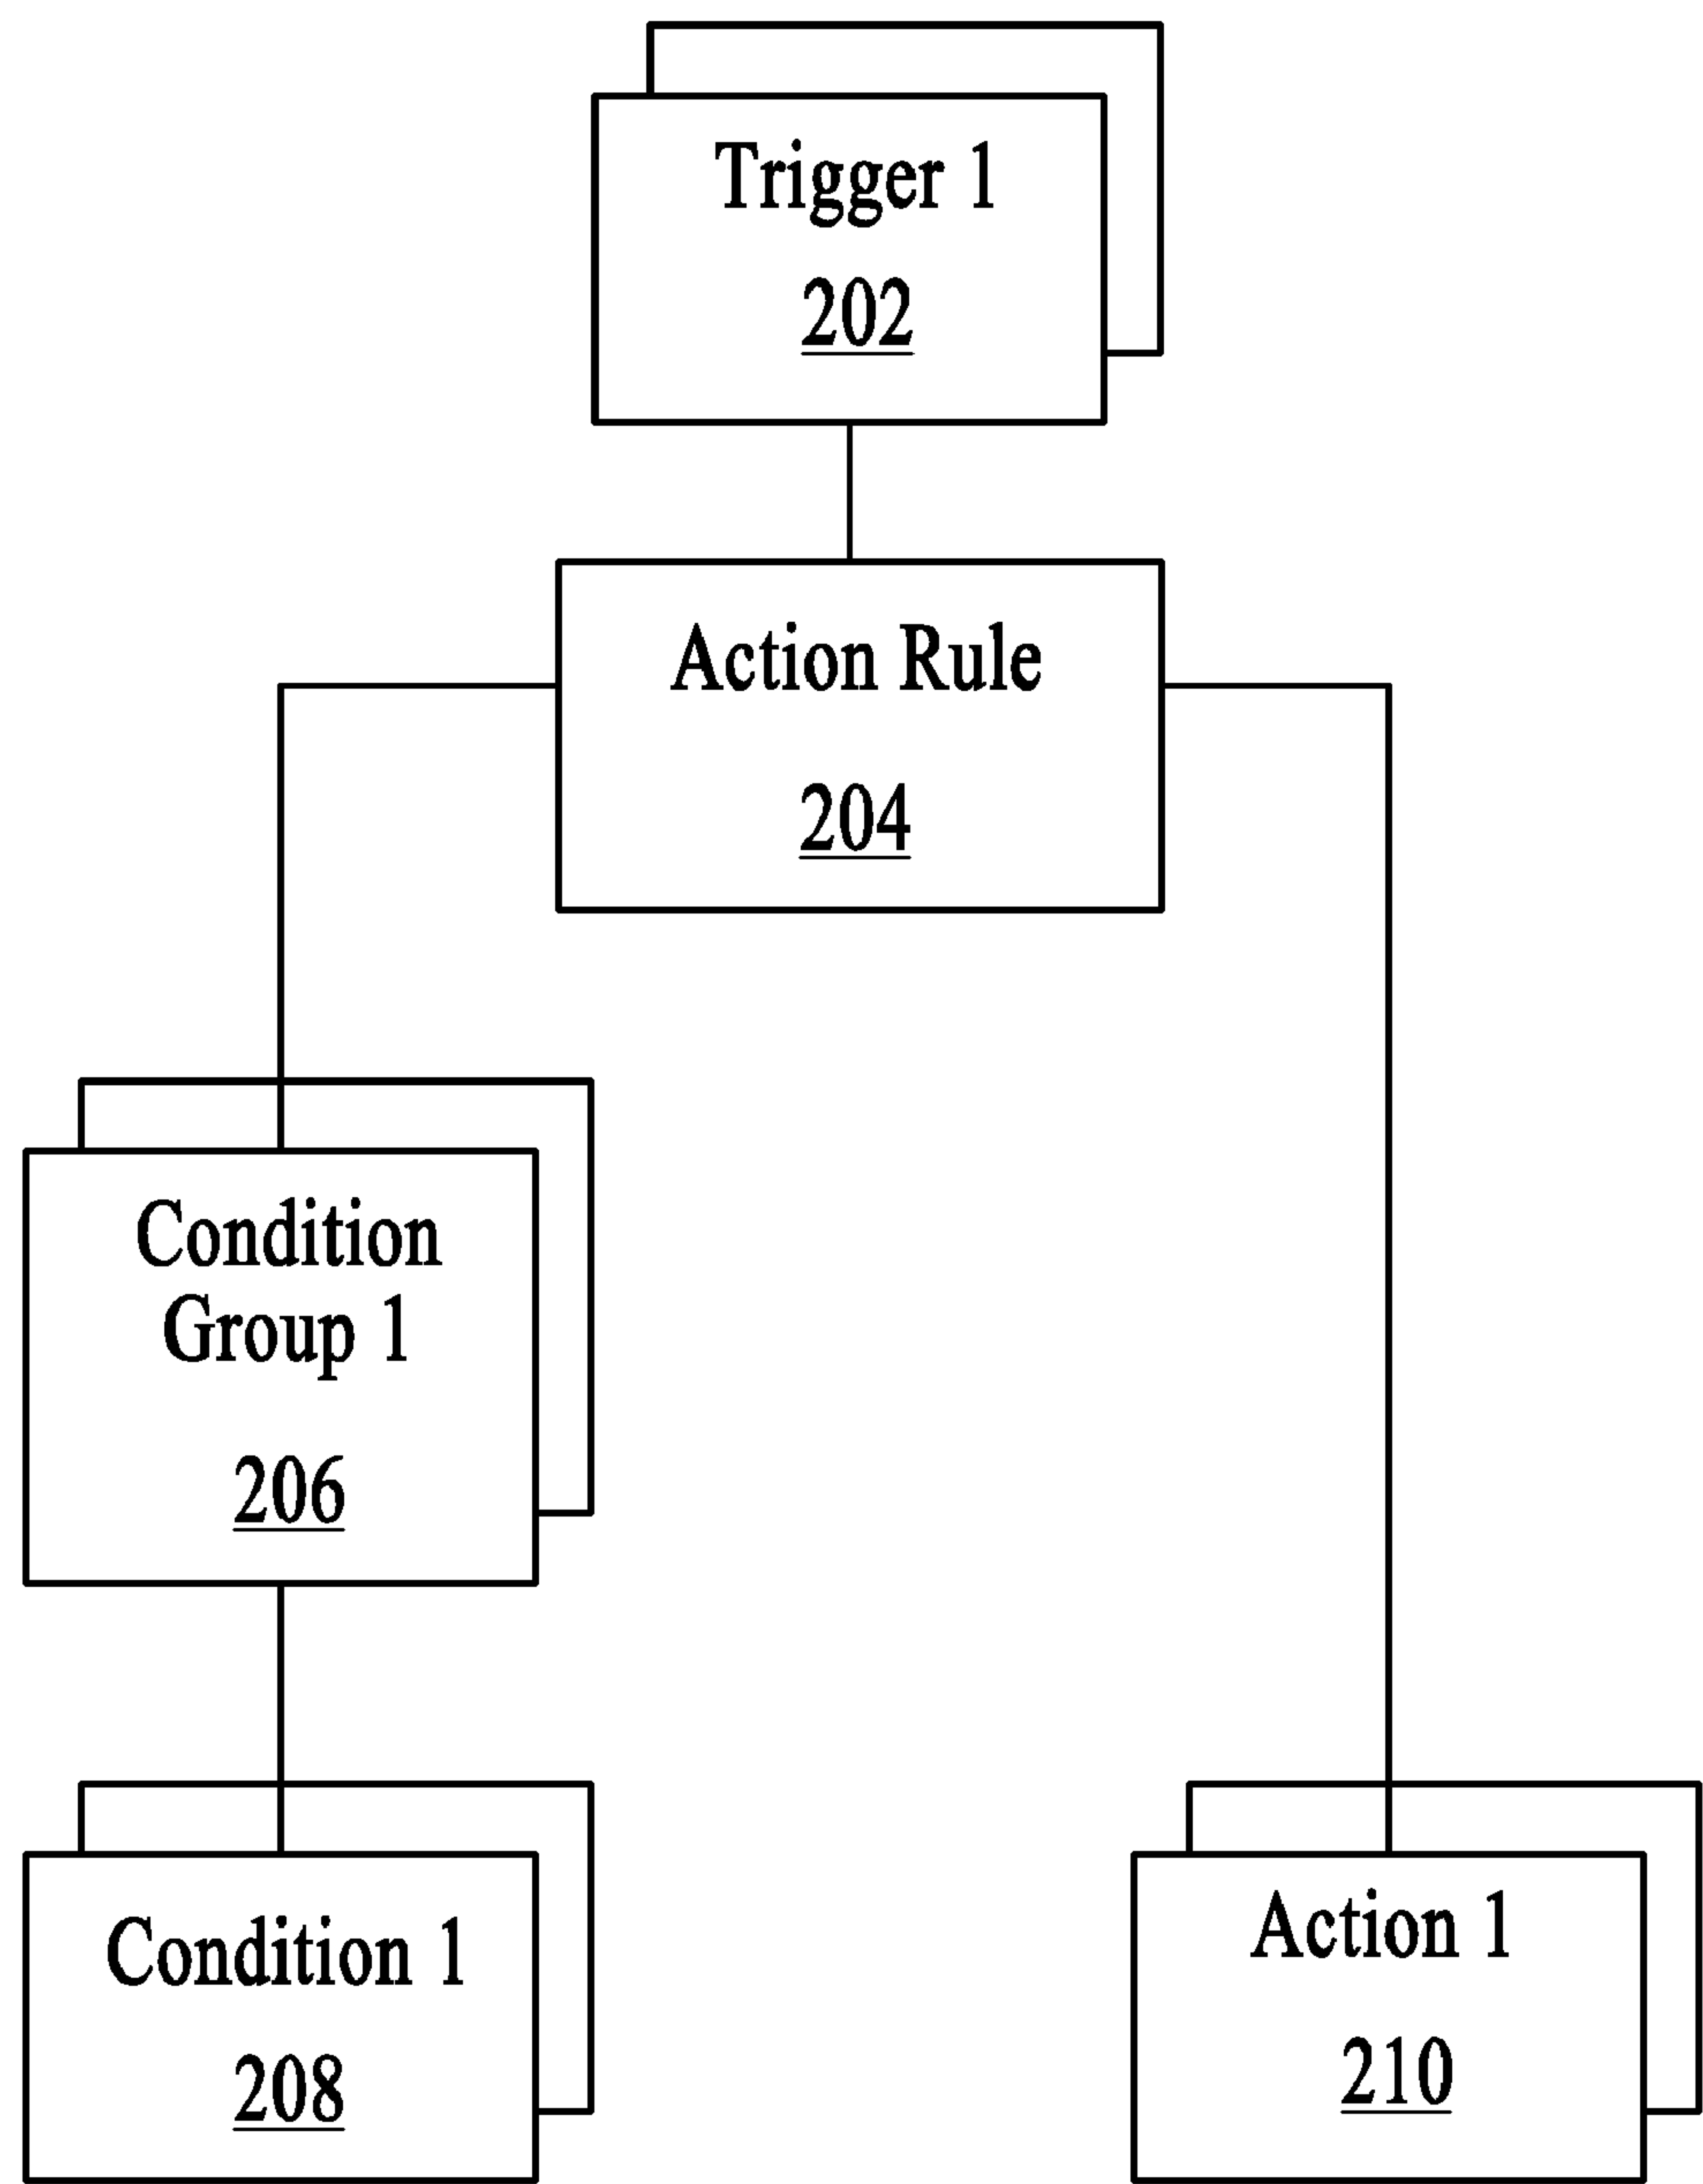 Trigger 1
202
Action Rule
204
Condition
Group 1
206
Condition 1
208
Action 1
210